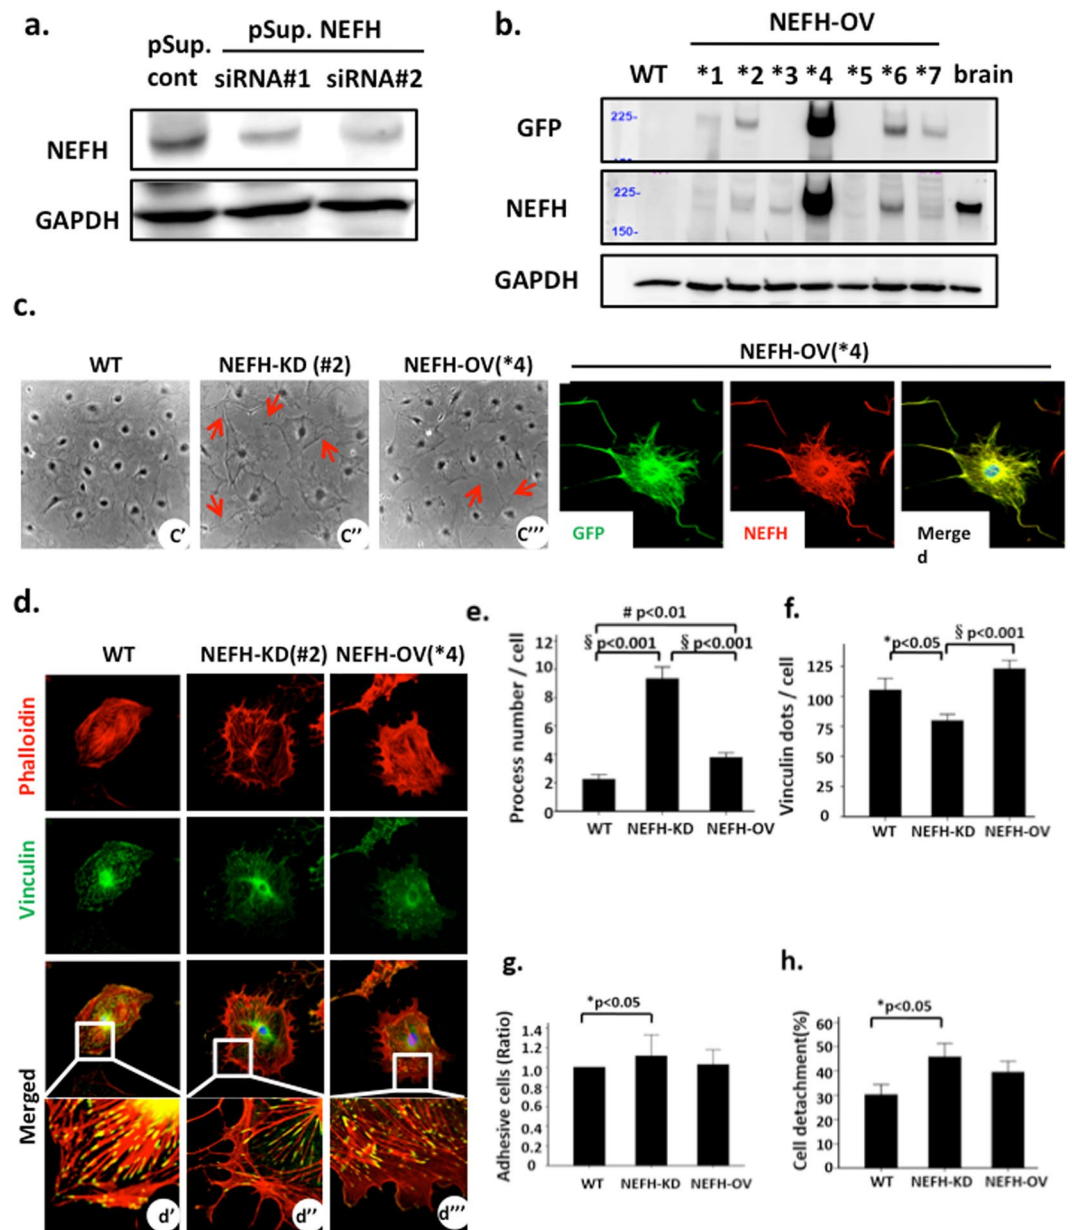 a.
pSup. NEFH
pSup.
cont siRNA#1 siRNA#2
NEFH
GAPDH
b.
NEFH-OV
WT *1 *2 *3 *4 *5 *6 *7 brain
GFP
225-
NEFH
225-
150-
GAPDH
c.
WT NEFH-KD (#2) NEFH-OV(*4) NEFH-OV(*4)
C' C'' C''' GFP NEFH Merge
d
d.
WT NEFH-KD(#2) NEFH-OV(*4)
Phalloidin
Vinculin
Merged
d' d'' d'''
e.
# p<0.01
§ p<0.001 § p<0.001
Process number / cell
12
10
8
6
4
2
0
WT NEFH-KD NEFH-OV
f.
*p<0.05 § p<0.001
Vinculin dots / cell
125
100
75
50
25
0
WT NEFH-KD NEFH-OV
g.
*p<0.05
Adhesive cells (Ratio)
1.4
1.2
1.0
0.8
0.6
0.4
0.2
0
WT NEFH-KD NEFH-OV
h.
*p<0.05
Cell detachment(%)
60
50
40
30
20
10
0
WT NEFH-KD NEFH-OV